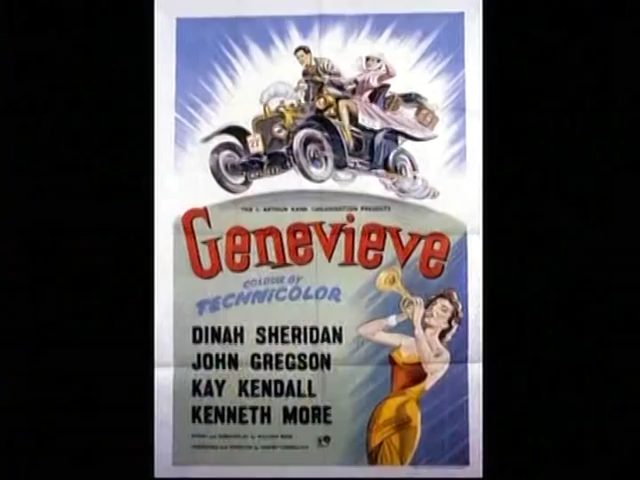 THE J. ARTHUR RANK ORGANISATION PRESENTS
Genevieve
COLOUR BY
TECHNICOLOR
DINAH SHERIDAN
JOHN GREGSON
KAY KENDALL
KENNETH MORE